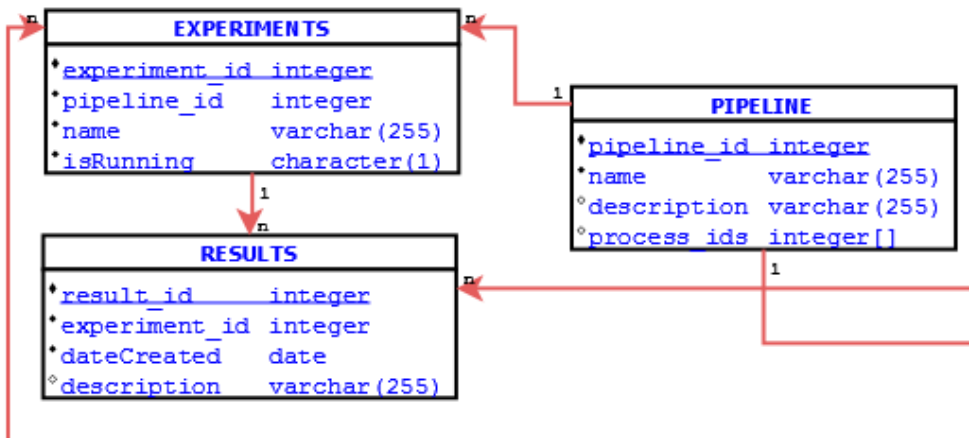 n
EXPERIMENTS
n
experiment_id integer
pipeline_id integer
name varchar(255)
isRunning character(1)
1
PIPELINE
pipeline_id integer
name varchar(255)
description varchar(255)
process_ids integer[]
1
n
RESULTS
1
n
result_id integer
experiment_id integer
dateCreated date
description varchar(255)